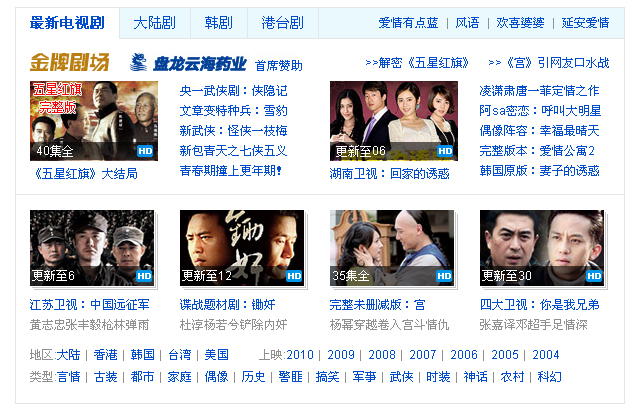 最新电视剧 大陆剧 韩剧 港台剧 爱情有点蓝 | 风语 | 欢喜婆婆 | 延安爱情
金牌剧场 盘龙云海药业 首席赞助 >>解密《五星红旗》 >>《宫》引网友口水战
五星红旗
完整版
40集全 HD
《五星红旗》大结局
央一武侠剧：侠隐记
文章变特种兵：雪豹
新武侠：怪侠一枝梅
新包青天之七侠五义
青春期撞上更年期!
更新至06 HD
湖南卫视：回家的诱惑
凌潇肃唐一菲定情之作
阿sa密恋：呼叫大明星
偶像阵容：幸福最晴天
完整版本：爱情公寓2
韩国原版：妻子的诱惑
更新至6 HD
江苏卫视：中国远征军
黄志忠张丰毅枪林弹雨
锄奸
更新至12 HD
谍战题材剧：锄奸
杜淳杨若兮铲除内奸
35集全 HD
完整未删减版：宫
杨幂穿越卷入宫斗情仇
更新至30 HD
四大卫视：你是我兄弟
张嘉译邓超手足情深
地区:大陆 | 香港 | 韩国 | 台湾 | 美国 上映:2010 | 2009 | 2008 | 2007 | 2006 | 2005 | 2004
类型:言情 | 古装 | 都市 | 家庭 | 偶像 | 历史 | 警匪 | 搞笑 | 军事 | 武侠 | 时装 | 神话 | 农村 | 科幻